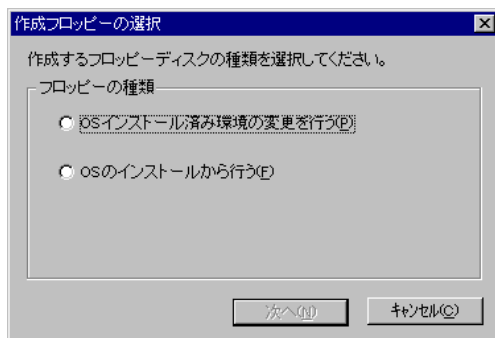 作成フロッピーの選択
作成するフロッピーディスクの種類を選択してください。
フロッピーの種類
OSインストール済み環境の変更を行う(P)
OSのインストールから行う(F)
次へ(N)
キャンセル(C)